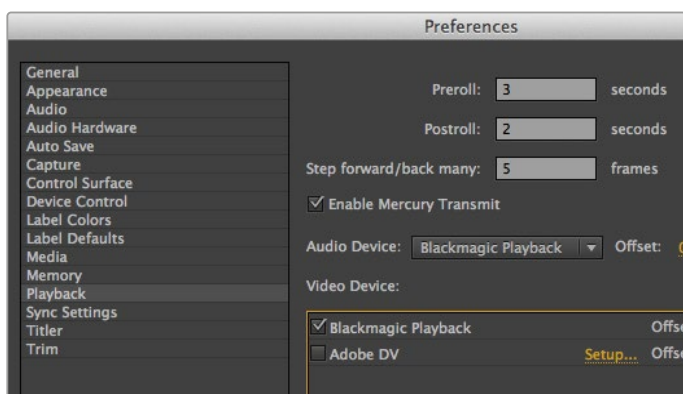 Preferences
General
Appearance
Audio
Audio Hardware
Auto Save
Capture
Control Surface
Device Control
Label Colors
Label Defaults
Media
Memory
Playback
Sync Settings
Titler
Trim
Preroll: 3 seconds
Postroll: 2 seconds
Step forward/back many: 5 frames
Enable Mercury Transmit
Audio Device: Blackmagic Playback Offset:
Video Device:
Blackmagic Playback
Adobe DV Setup...